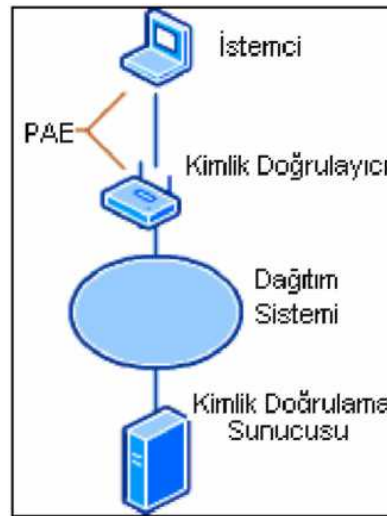 İstemci
PAE
Kimlik Doğrulayıcı
Dağıtım
Sistemi
Kimlik Doğrulama
Sunucusu